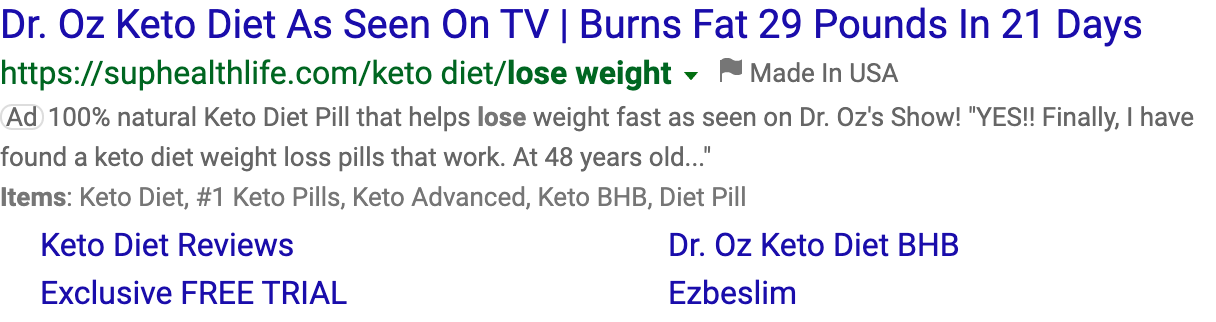 Dr. Oz Keto Diet As Seen On TV | Burns Fat 29 Pounds In 21 Days
https://suphealthlife.com/keto diet/lose weight Made In USA
Ad 100% natural Keto Diet Pill that helps lose weight fast as seen on Dr. Oz's Show! "YES!! Finally, I have
found a keto diet weight loss pills that work. At 48 years old..."
Items: Keto Diet, #1 Keto Pills, Keto Advanced, Keto BHB, Diet Pill
Keto Diet Reviews
Dr. Oz Keto Diet BHB
Exclusive FREE TRIAL
Ezbeslim